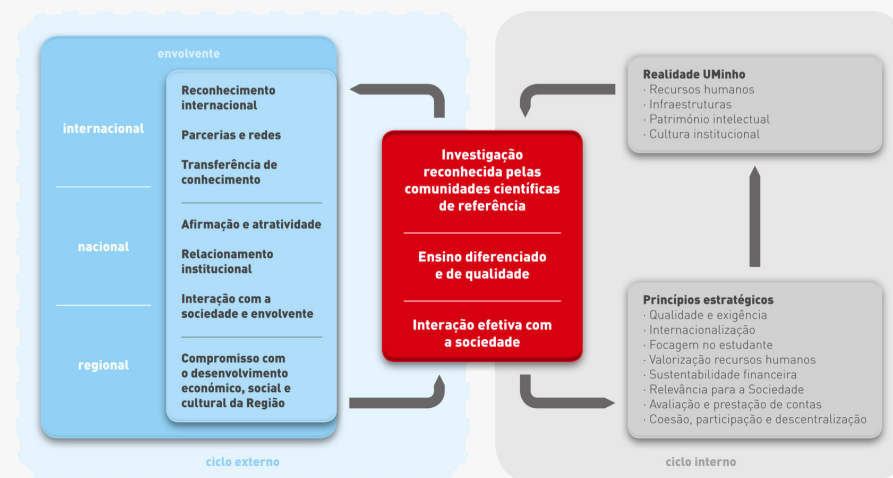 envolvente
internacional
Reconhecimento
internacional
Parcerias e redes
Transferência de
conhecimento
nacional
Afirmação e atratividade
Relacionamento
institucional
Interação com a
sociedade e envolvente
regional
Compromisso com
o desenvolvimento
económico, social e
cultural da Região
ciclo externo
Investigação
reconhecida pelas
comunidades científicas
de referência
Ensino diferenciado
e de qualidade
Interação efetiva com
a sociedade
Realidade UMinho
· Recursos humanos
· Infraestruturas
· Património intelectual
· Cultura institucional
Princípios estratégicos
· Qualidade e exigência
· Internacionalização
· Focagem no estudante
· Valorização recursos humanos
· Sustentabilidade financeira
· Relevância para a Sociedade
· Avaliação e prestação de contas
· Coesão, participação e descentralização
ciclo interno